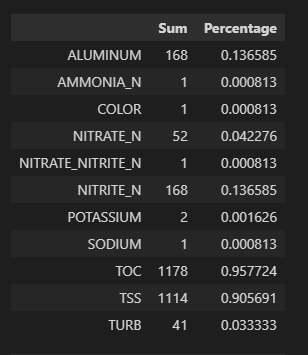 Sum Percentage
ALUMINUM 168 0.136585
AMMONIA_N 1 0.000813
COLOR 1 0.000813
NITRATE_N 52 0.042276
NITRATE_NITRITE_N 1 0.000813
NITRITE_N 168 0.136585
POTASSIUM 2 0.001626
SODIUM 1 0.000813
TOC 1178 0.957724
TSS 1114 0.905691
TURB 41 0.033333